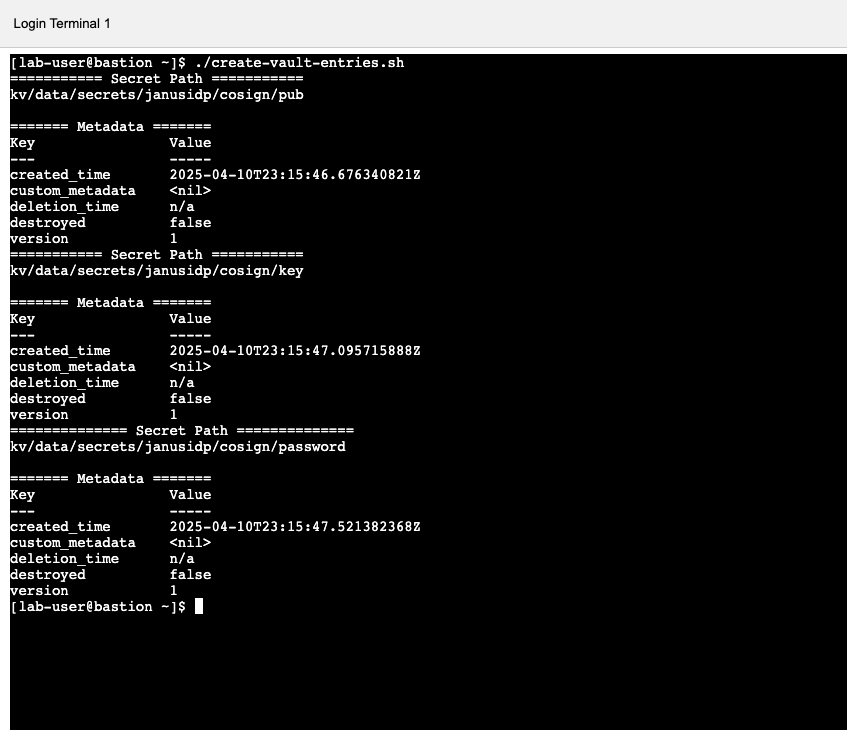 Login Terminal 1
[lab-user@bastion ~]$ ./create-vault-entries.sh
=========== Secret Path ===========
kv/data/secrets/janusidp/cosign/pub
======= Metadata =======
Key                Value
---                -----
created_time       2025-04-10T23:15:46.676340821Z
custom_metadata    <nil>
deletion_time      n/a
destroyed          false
version            1
=========== Secret Path ===========
kv/data/secrets/janusidp/cosign/key
======= Metadata =======
Key                Value
---                -----
created_time       2025-04-10T23:15:47.095715888Z
custom_metadata    <nil>
deletion_time      n/a
destroyed          false
version            1
============== Secret Path ==============
kv/data/secrets/janusidp/cosign/password
======= Metadata =======
Key                Value
---                -----
created_time       2025-04-10T23:15:47.521382368Z
custom_metadata    <nil>
deletion_time      n/a
destroyed          false
version            1
[lab-user@bastion ~]$